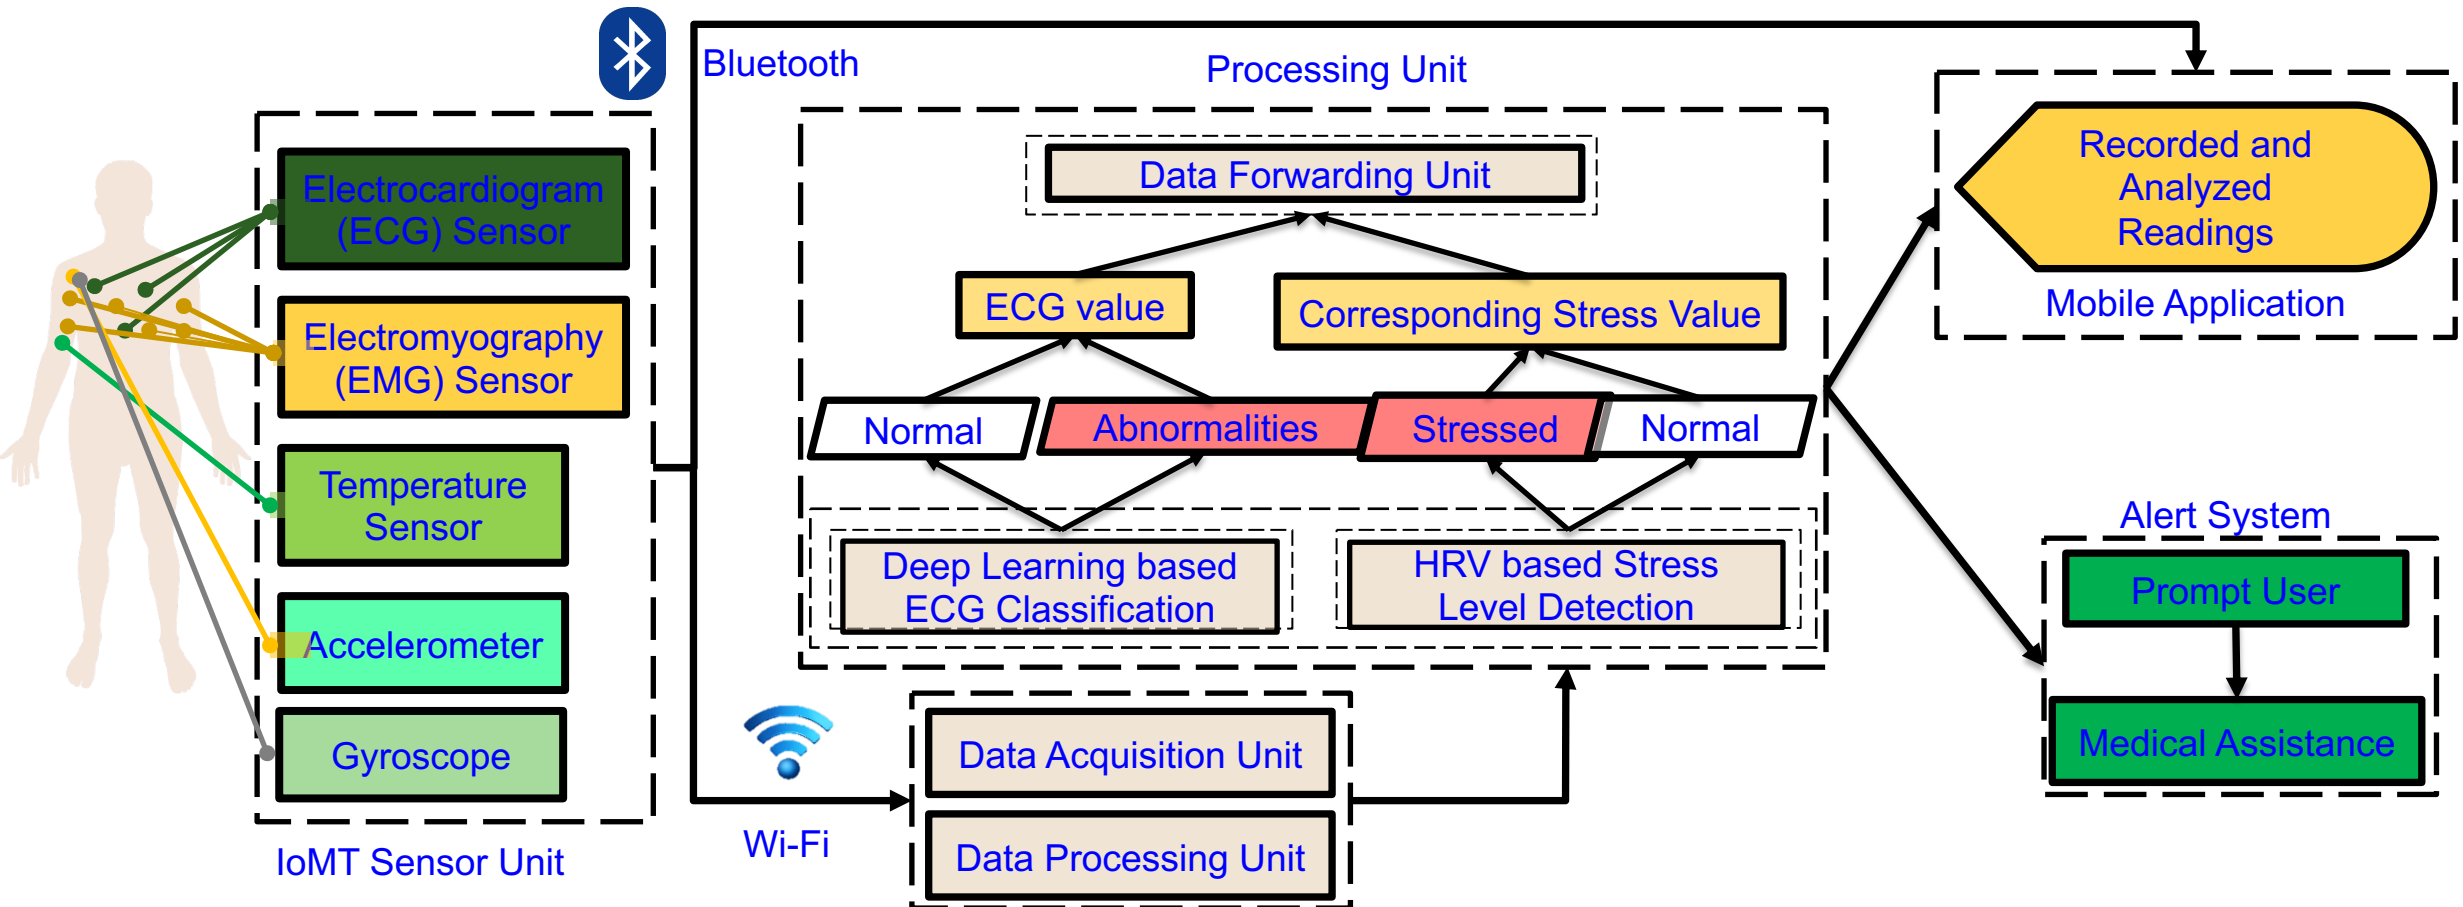 Bluetooth
Processing Unit
Electrocardiogram
(ECG) Sensor
Electromyography
(EMG) Sensor
Temperature
Sensor
Accelerometer
Gyroscope
IoMT Sensor Unit
Data Forwarding Unit
ECG value
Corresponding Stress Value
Normal
Abnormalities
Stressed
Normal
Deep Learning based
ECG Classification
HRV based Stress
Level Detection
Wi-Fi
Data Acquisition Unit
Data Processing Unit
Recorded and
Analyzed
Readings
Mobile Application
Alert System
Prompt User
Medical Assistance